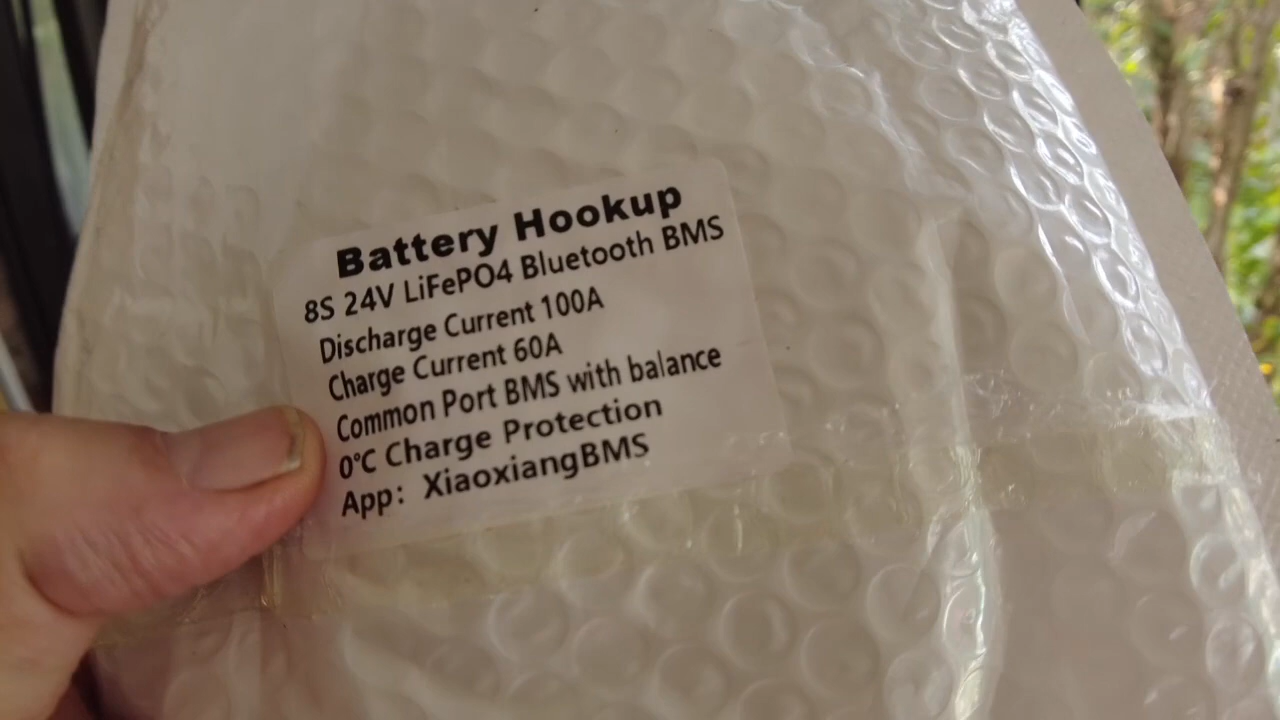 Battery Hookup
8S 24V LiFePO4 Bluetooth BMS
Discharge Current 100A
Charge Current 60A
Common Port BMS with balance
0℃ Charge Protection
App： XiaoxiangBMS